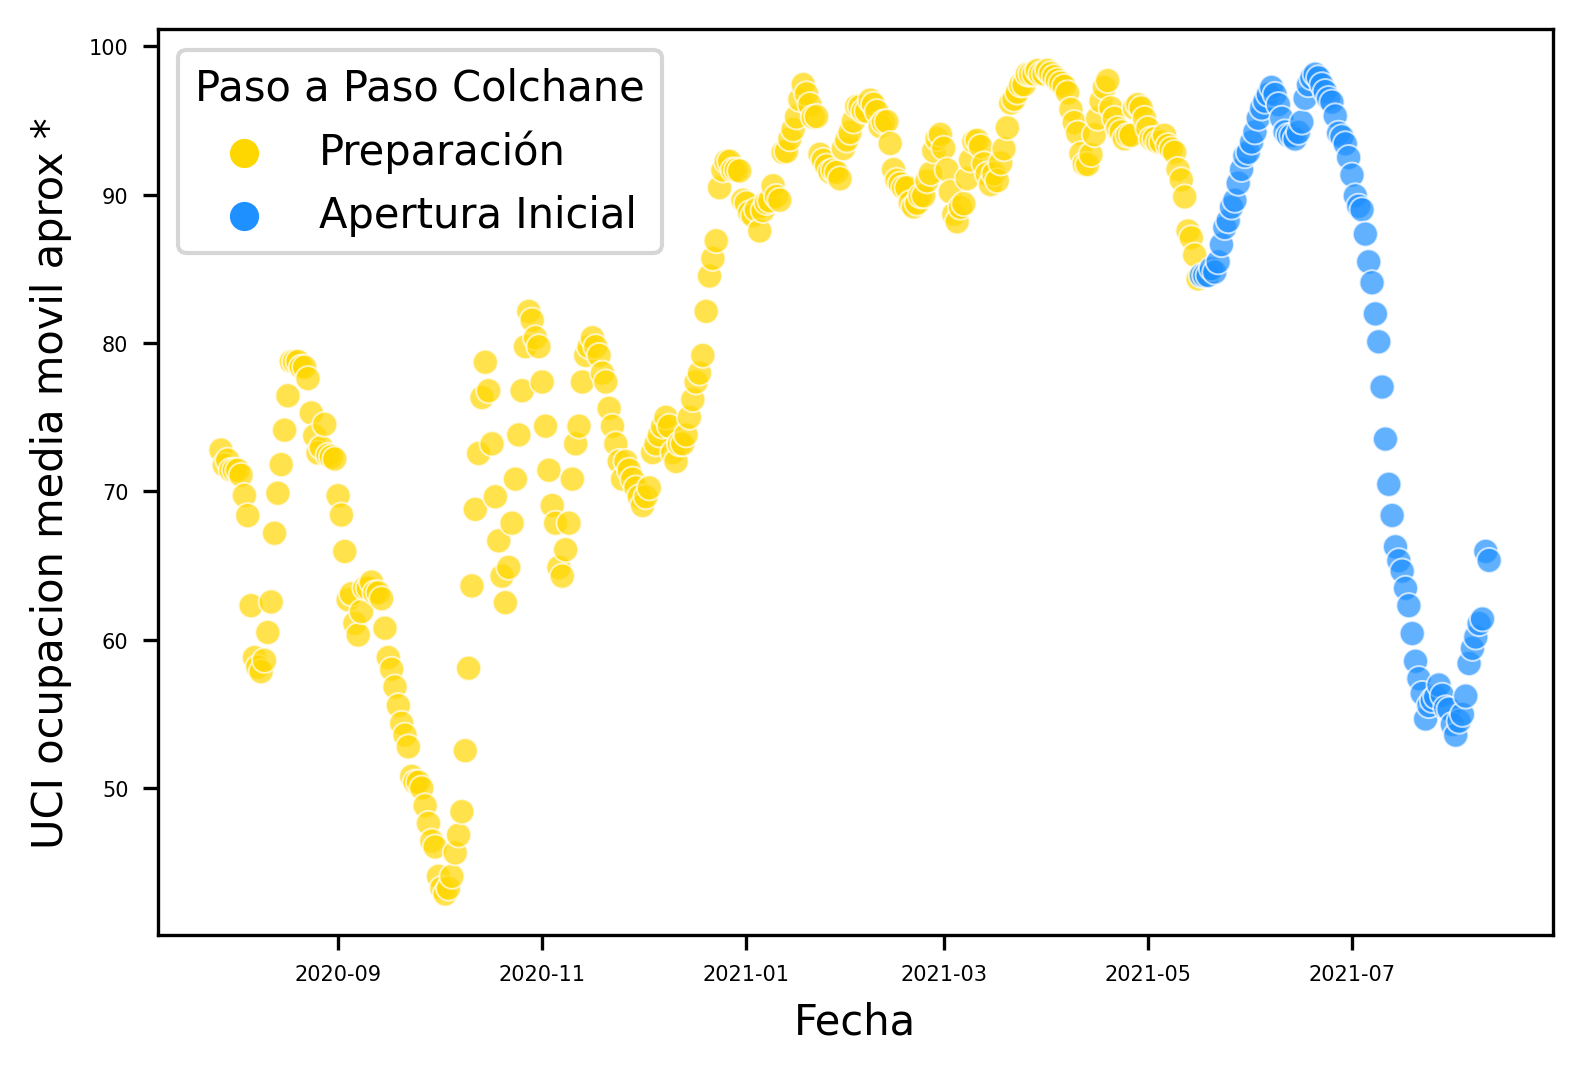 Paso a Paso Colchane
Preparación
Apertura Inicial
UCI ocupacion media movil aprox *
100
90
80
70
60
50
2020-09
2020-11
2021-01
2021-03
2021-05
2021-07
Fecha